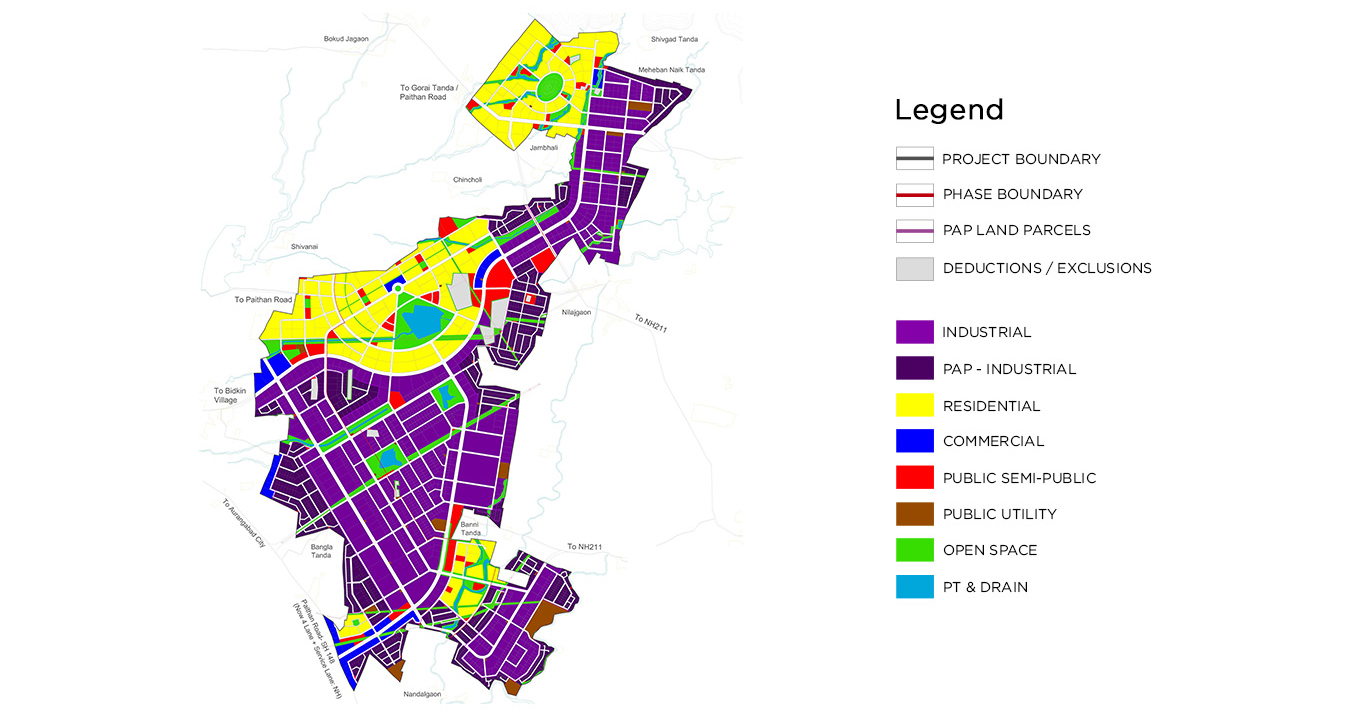 Bokud Jagaon
Shivgad Tanda
Meheban Naik Tanda
To Gorai Tanda /
Paithan Road
Jambhali
Chincholi
Shivanai
To Paithan Road
Nilajgaon
To NH211
To Bidkin
Village
To Aurangabad City
Banni
Tanda
Bangla
Tanda
To NH211
Paithan Road- SH 148
(Now 4 Lane + Service Lane: NH)
Nandalgaon
Legend
PROJECT BOUNDARY
PHASE BOUNDARY
PAP LAND PARCELS
DEDUCTIONS / EXCLUSIONS
INDUSTRIAL
PAP - INDUSTRIAL
RESIDENTIAL
COMMERCIAL
PUBLIC SEMI-PUBLIC
PUBLIC UTILITY
OPEN SPACE
PT & DRAIN